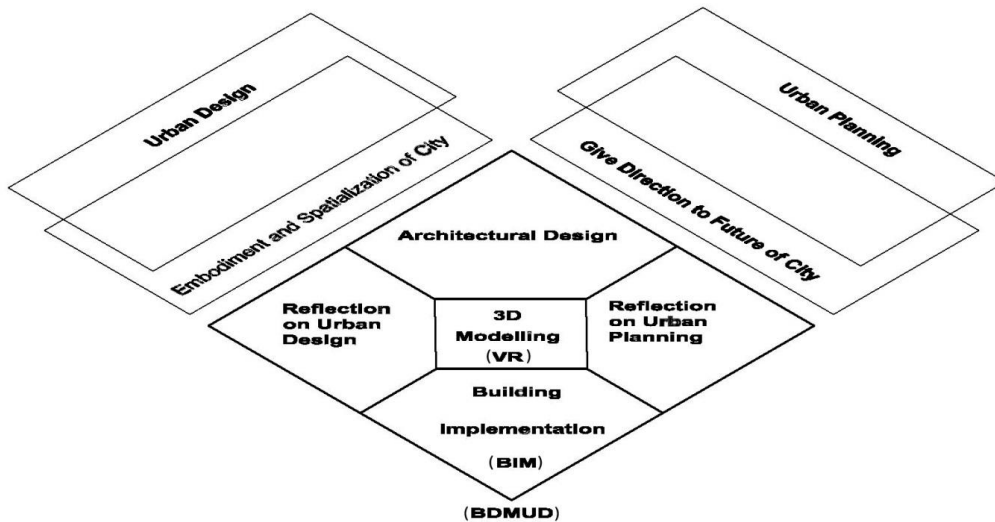 Urban Design
Embodiment and Spatialization of City
Urban Planning
Give Direction to Future of City
Architectural Design
Reflection
on Urban
Design
3D
Modelling
(VR)
Reflection
on Urban
Planning
Building
Implementation
(BIM)
(BDMUD)